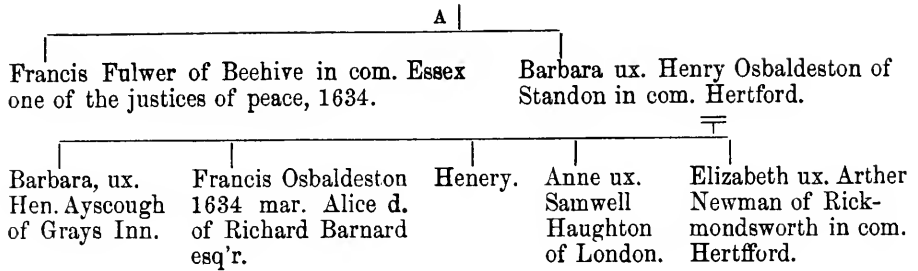 A
Francis Fulwer of Beehive in com. Essex
one of the justices of peace, 1634.
Barbara ux. Henry Osbaldeston of
Standon in com. Hertford.
Barbara, ux.
Hen. Ayscough
of Grays Inn.
Francis Osbaldeston
1634 mar. Alice d.
of Richard Barnard
esq'r.
Henery.
Anne ux.
Samwell
Haughton
of London.
Elizabeth ux. Arther
Newman of Rick-
mondsworth in com.
Hertfford.